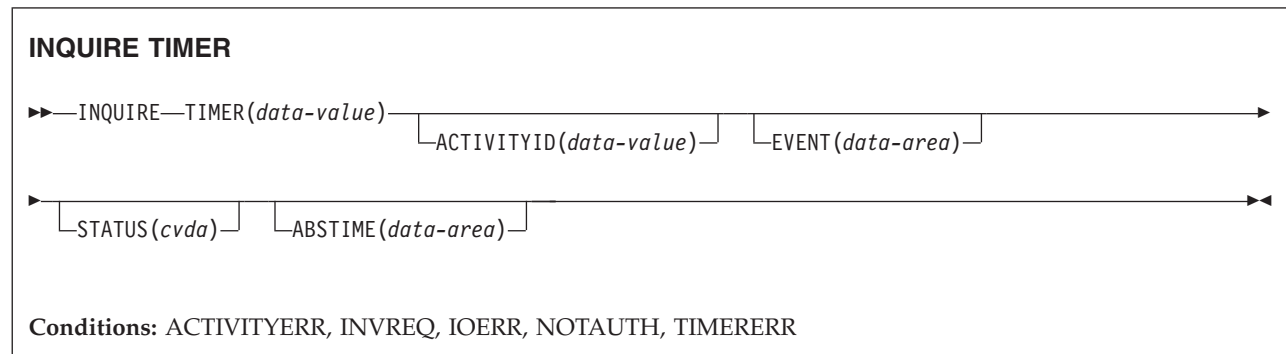 INQUIRE TIMER
INQUIRE TIMER(data-value)
ACTIVITYID(data-value) EVENT(data-area)
STATUS(cvda) ABSTIME(data-area)
Conditions: ACTIVITYERR, INVREQ, IOERR, NOTAUTH, TIMERERR